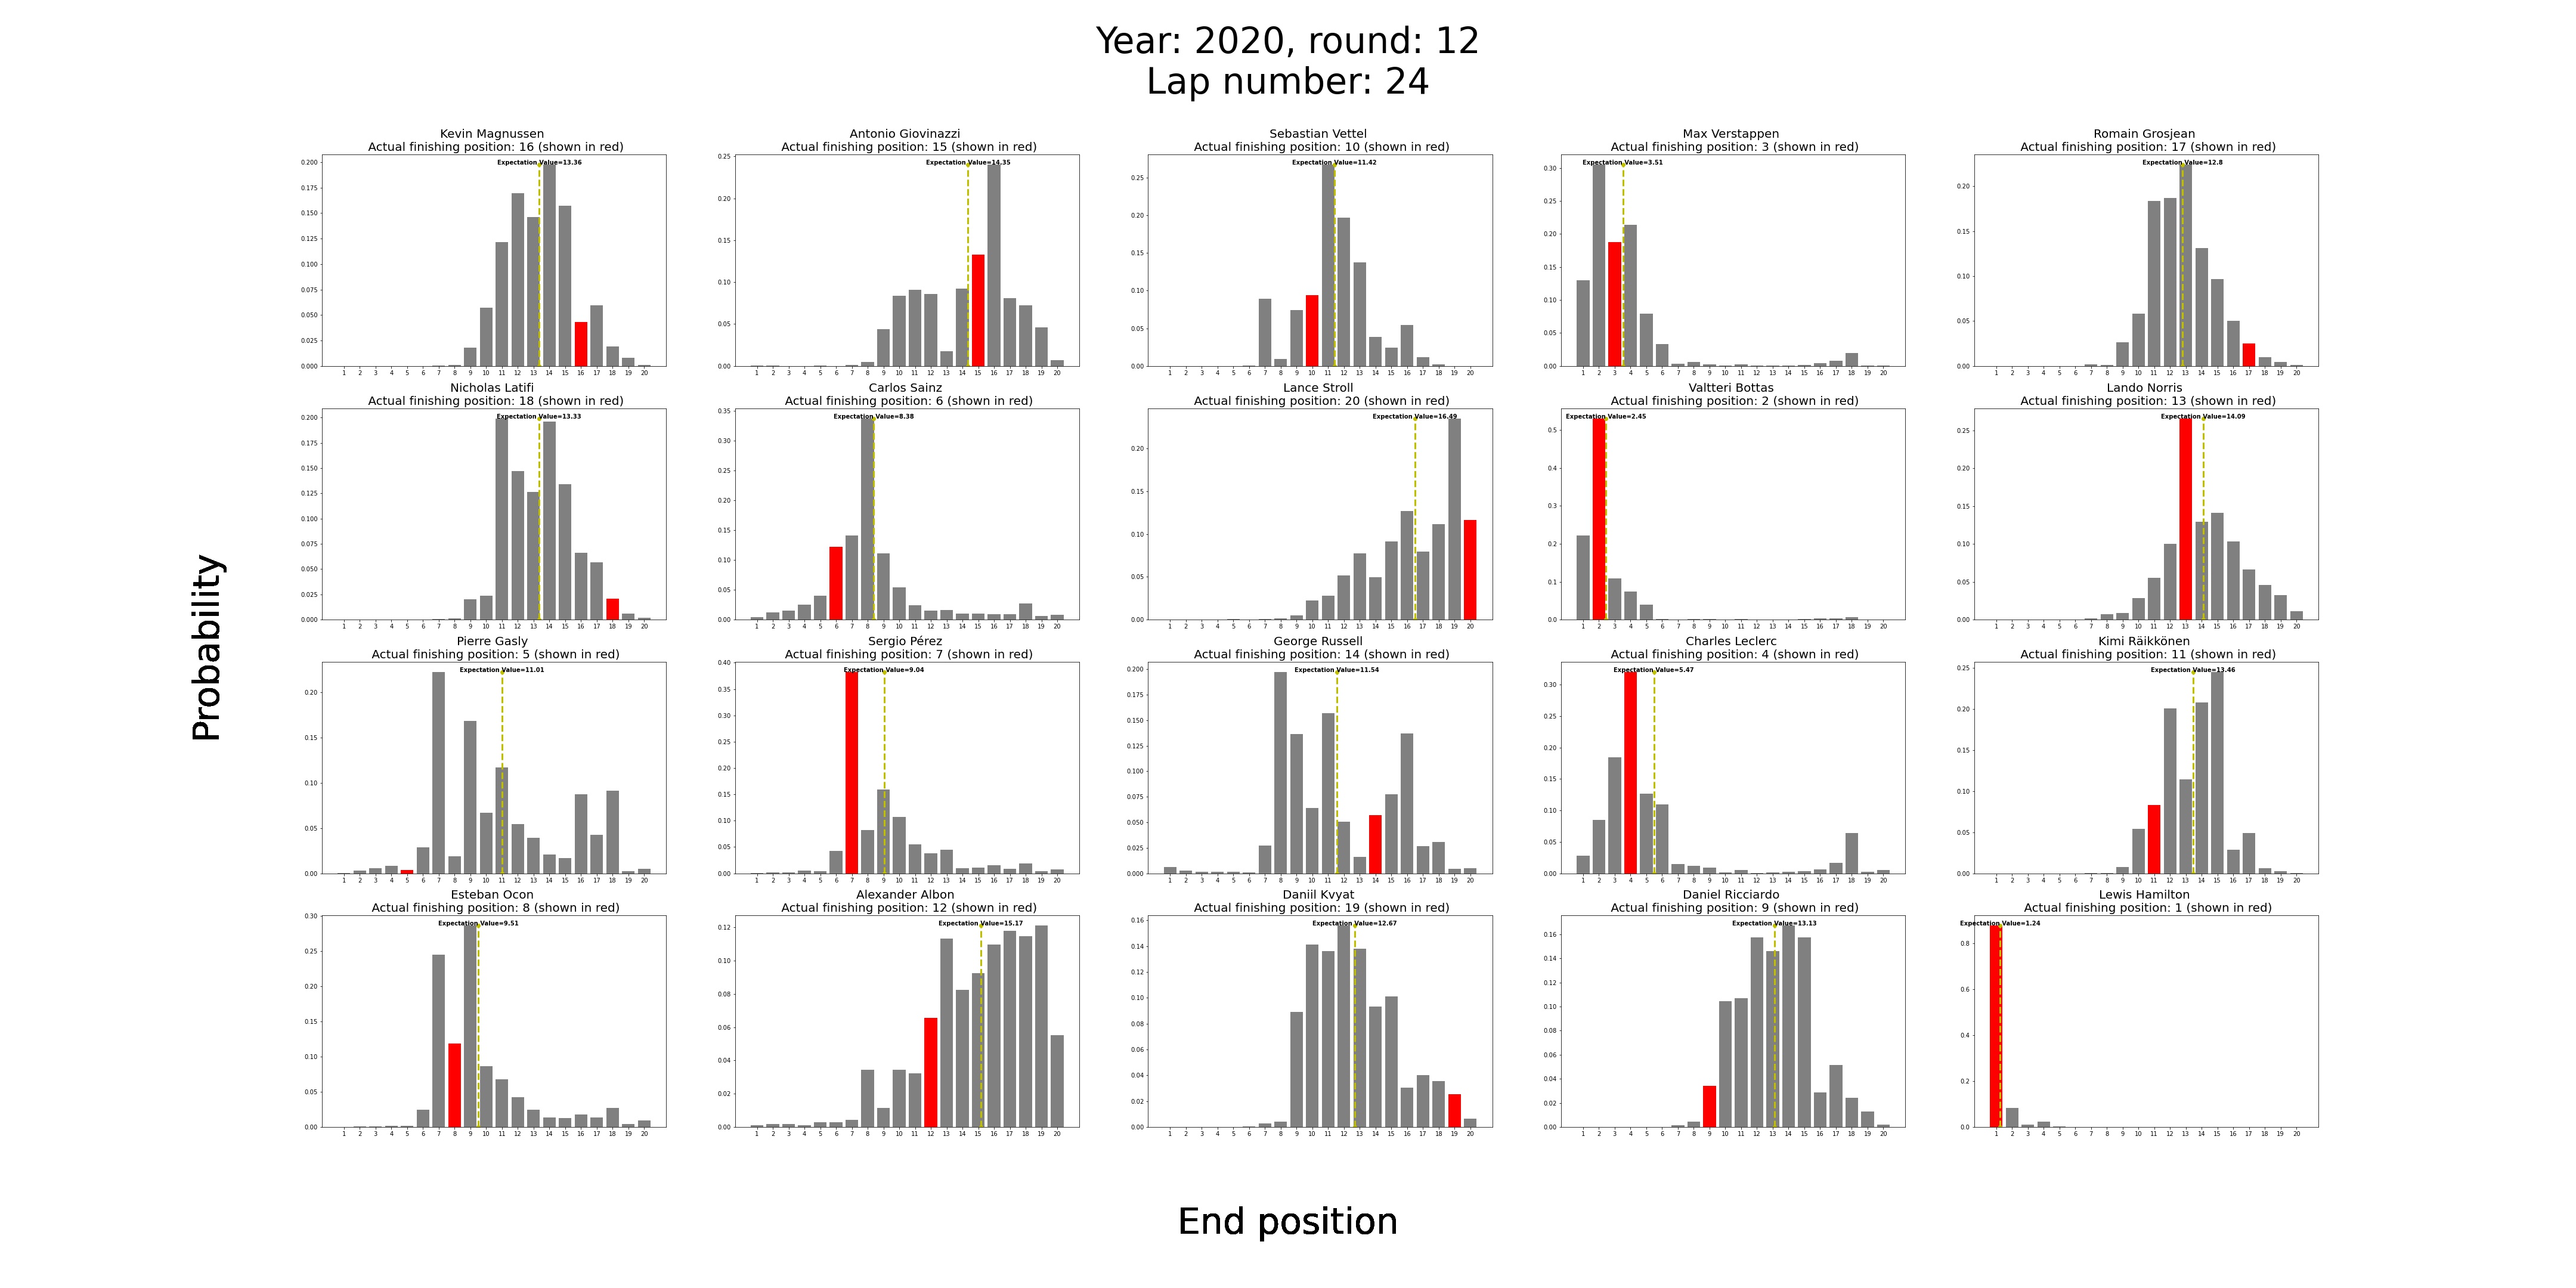 Year: 2020, round: 12
Lap number: 24
Kevin Magnussen
Actual finishing position: 16 (shown in red)
Expectation Value=13.36
Antonio Giovinazzi
Actual finishing position: 15 (shown in red)
Expectation Value=14.35
Sebastian Vettel
Actual finishing position: 10 (shown in red)
Expectation Value=11.42
Max Verstappen
Actual finishing position: 3 (shown in red)
Expectation Value=3.51
Romain Grosjean
Actual finishing position: 17 (shown in red)
Expectation Value=12.8
Nicholas Latifi
Actual finishing position: 18 (shown in red)
Expectation Value=13.33
Carlos Sainz
Actual finishing position: 6 (shown in red)
Expectation Value=8.38
Lance Stroll
Actual finishing position: 20 (shown in red)
Expectation Value=16.49
Valtteri Bottas
Actual finishing position: 2 (shown in red)
Expectation Value=2.45
Lando Norris
Actual finishing position: 13 (shown in red)
Expectation Value=14.09
Pierre Gasly
Actual finishing position: 5 (shown in red)
Expectation Value=11.01
Sergio Pérez
Actual finishing position: 7 (shown in red)
Expectation Value=9.04
George Russell
Actual finishing position: 14 (shown in red)
Expectation Value=11.54
Charles Leclerc
Actual finishing position: 4 (shown in red)
Expectation Value=5.47
Kimi Räikkönen
Actual finishing position: 11 (shown in red)
Expectation Value=13.46
Esteban Ocon
Actual finishing position: 8 (shown in red)
Expectation Value=9.51
Alexander Albon
Actual finishing position: 12 (shown in red)
Expectation Value=15.17
Daniil Kvyat
Actual finishing position: 19 (shown in red)
Expectation Value=12.67
Daniel Ricciardo
Actual finishing position: 9 (shown in red)
Expectation Value=13.13
Lewis Hamilton
Actual finishing position: 1 (shown in red)
Expectation Value=1.24
Probability
End position